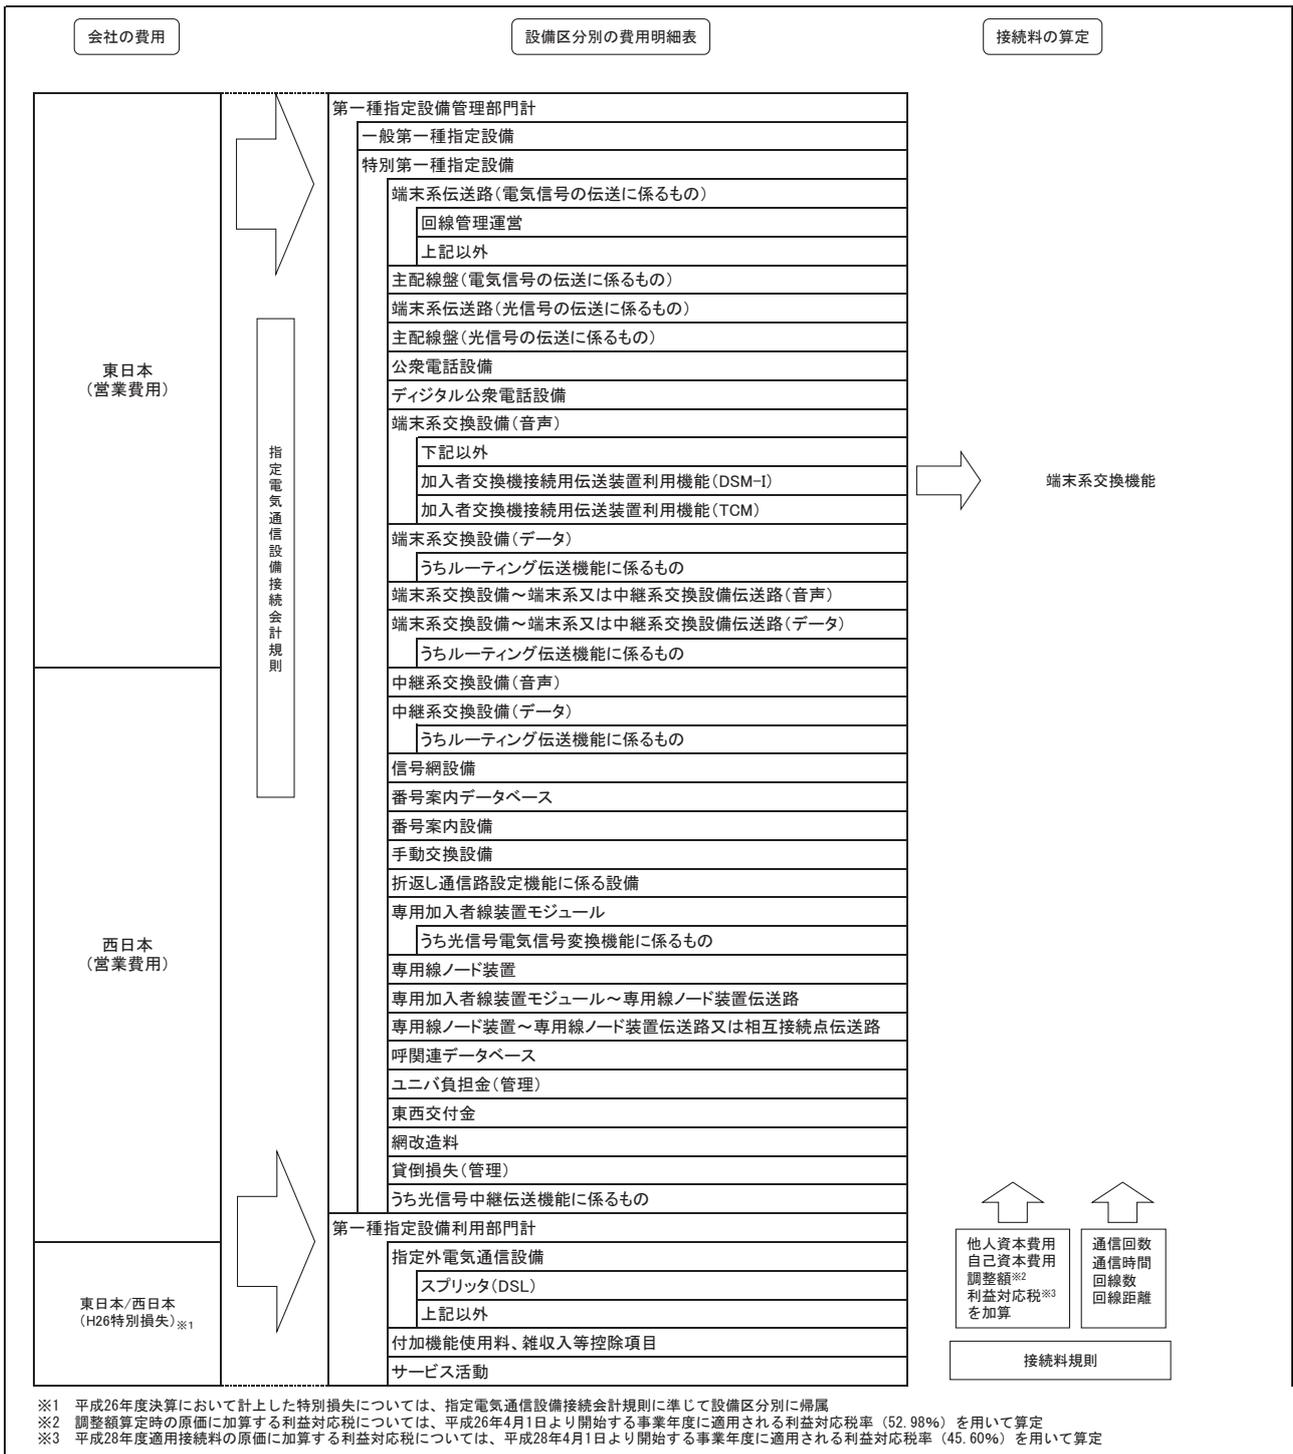 会社の費用
設備区分別の費用明細表
接続料の算定
東日本
（営業費用）
西日本
（営業費用）
東日本/西日本
（H26特別損失）※1
指定電気通信設備接続会計規則
第一種指定設備管理部門計
一般第一種指定設備
特別第一種指定設備
端末系伝送路（電気信号の伝送に係るもの）
回線管理運営
上記以外
主配線盤（電気信号の伝送に係るもの）
端末系伝送路（光信号の伝送に係るもの）
主配線盤（光信号の伝送に係るもの）
公衆電話設備
ディジタル公衆電話設備
端末系交換設備（音声）
下記以外
加入者交換機接続用伝送装置利用機能（DSM-I）
加入者交換機接続用伝送装置利用機能（TCM）
端末系交換設備（データ）
うちルーティング伝送機能に係るもの
端末系交換設備～端末系又は中継系交換設備伝送路（音声）
端末系交換設備～端末系又は中継系交換設備伝送路（データ）
うちルーティング伝送機能に係るもの
中継系交換設備（音声）
中継系交換設備（データ）
うちルーティング伝送機能に係るもの
信号網設備
番号案内データベース
番号案内設備
手動交換設備
折返し通信路設定機能に係る設備
専用加入者線装置モジュール
うち光信号電気信号変換機能に係るもの
専用線ノード装置
専用加入者線装置モジュール～専用線ノード装置伝送路
専用線ノード装置～専用線ノード装置伝送路又は相互接続点伝送路
呼関連データベース
ユニバ負担金（管理）
東西交付金
網改造料
貸倒損失（管理）
うち光信号中継伝送機能に係るもの
第一種指定設備利用部門計
指定外電気通信設備
スプリッタ（DSL）
上記以外
付加機能使用料、雑収入等控除項目
サービス活動
端末系交換機能
他人資本費用
自己資本費用
調整額※2
利益対応税※3
を加算
通信回数
通信時間
回線数
回線距離
接続料規則
※1　平成26年度決算において計上した特別損失については、指定電気通信設備接続会計規則に準じて設備区分別に帰属
※2　調整額算定時の原価に加算する利益対応税については、平成26年4月1日より開始する事業年度に適用される利益対応税率（52.98%）を用いて算定
※3　平成28年度適用接続料の原価に加算する利益対応税については、平成28年4月1日より開始する事業年度に適用される利益対応税率（45.60%）を用いて算定